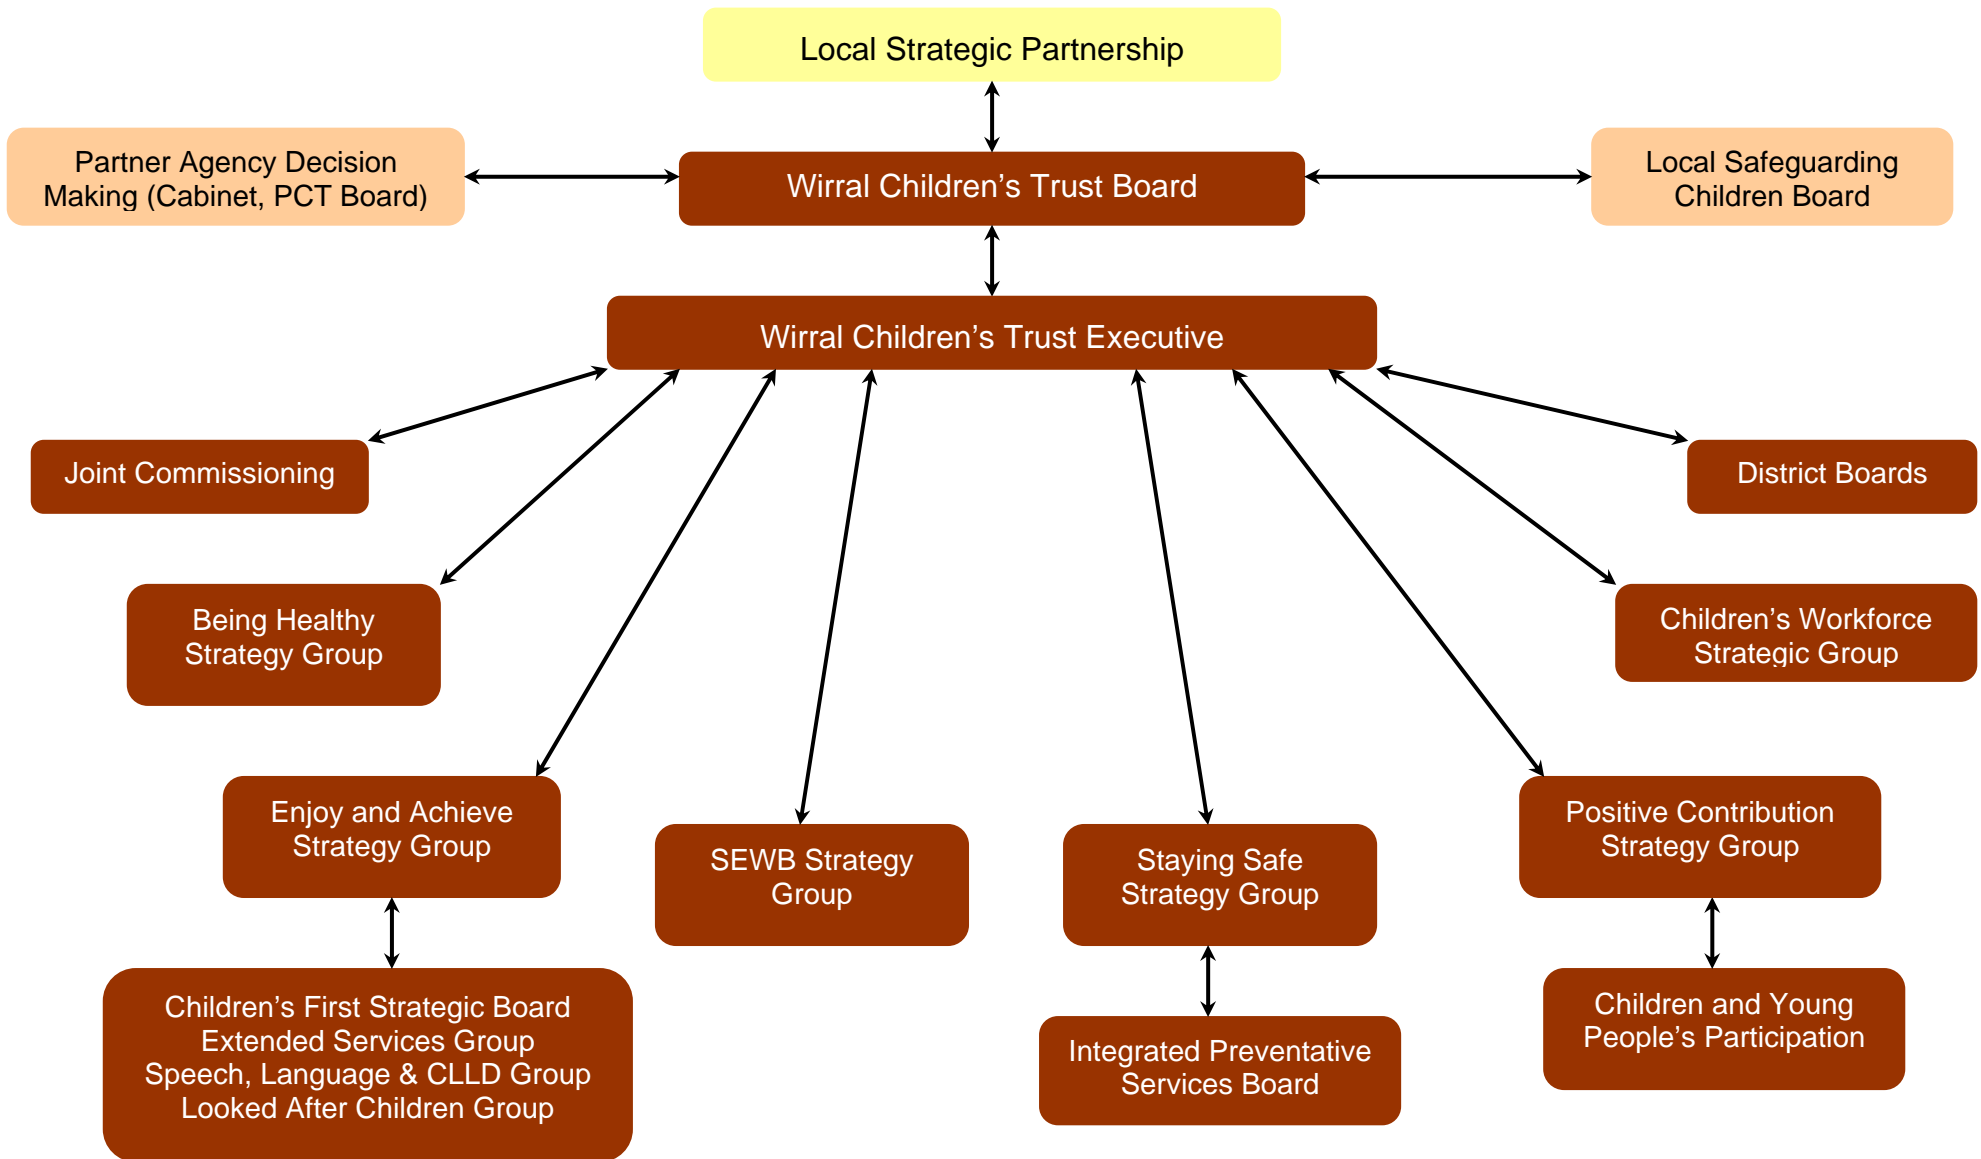 Local Strategic Partnership
Partner Agency Decision
Making (Cabinet, PCT Board)
Wirral Children’s Trust Board
Local Safeguarding
Children Board
Wirral Children’s Trust Executive
Joint Commissioning
District Boards
Being Healthy
Strategy Group
Children’s Workforce
Strategic Group
Enjoy and Achieve
Strategy Group
SEWB Strategy
Group
Staying Safe
Strategy Group
Positive Contribution
Strategy Group
Children’s First Strategic Board
Extended Services Group
Speech, Language & CLLD Group
Looked After Children Group
Integrated Preventative
Services Board
Children and Young
People’s Participation